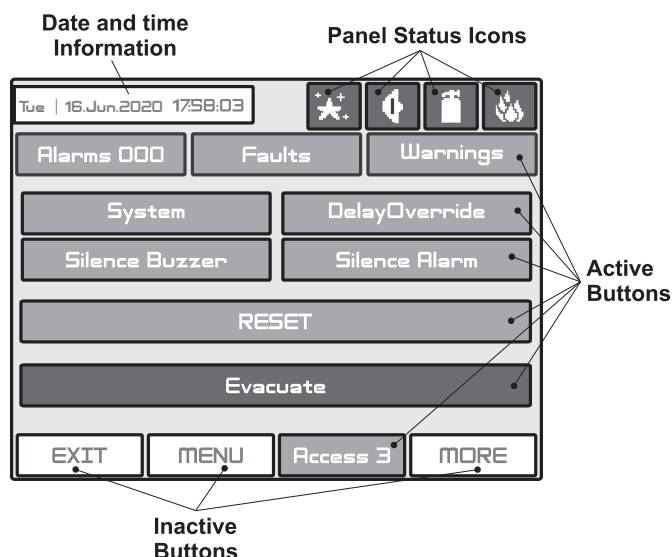 Date and time
Information
Panel Status Icons
Tue | 16.Jun.2020 17:58:03
Alarms 000 Faults Warnings
System DelayOverride
Silence Buzzer Silence Alarm
Active
Buttons
RESET
Evacuate
EXIT MENU Access 3 MORE
Inactive
Buttons